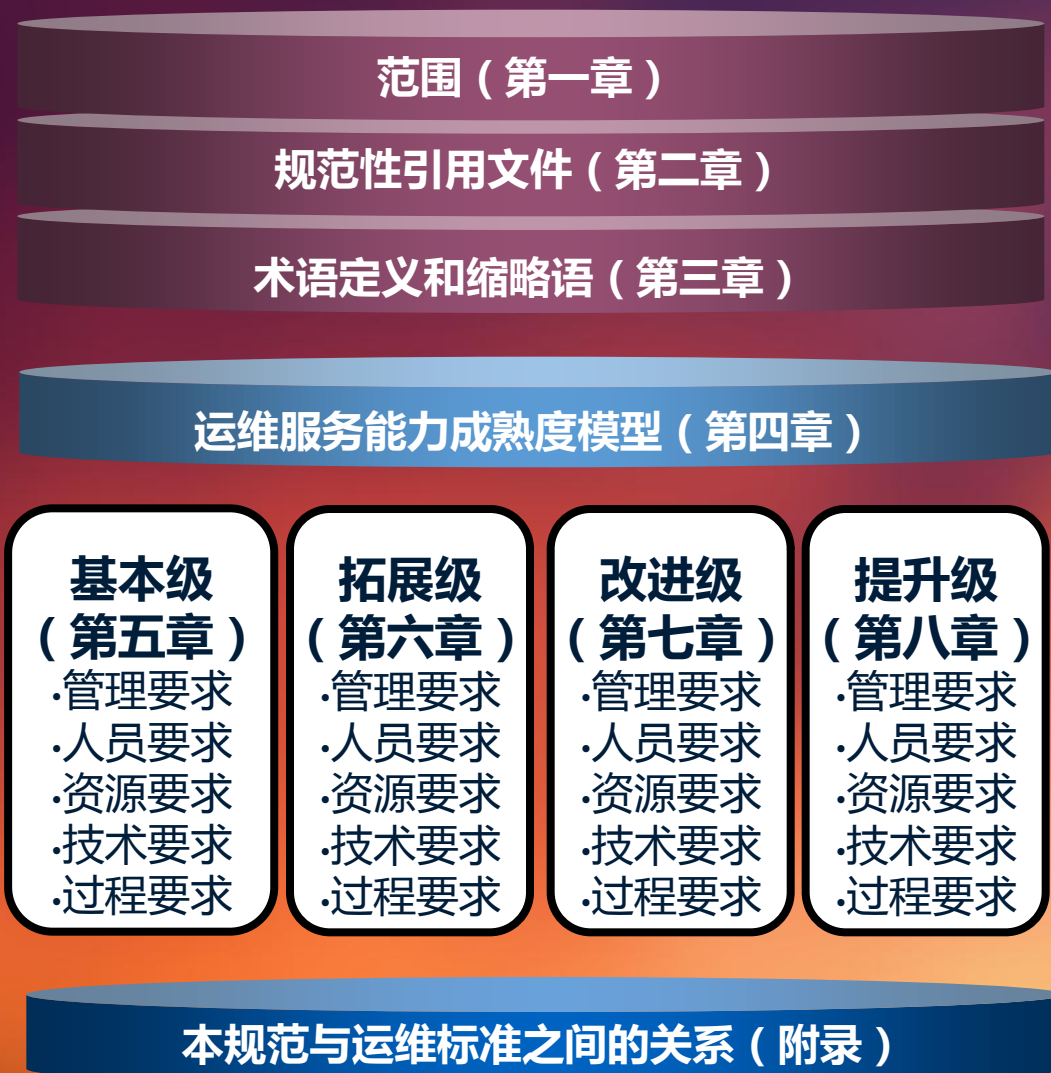 范围（第一章）
规范性引用文件（第二章）
术语定义和缩略语（第三章）
运维服务能力成熟度模型（第四章）
基本级
（第五章）
·管理要求
·人员要求
·资源要求
·技术要求
·过程要求
拓展级
（第六章）
·管理要求
·人员要求
·资源要求
·技术要求
·过程要求
改进级
（第七章）
·管理要求
·人员要求
·资源要求
·技术要求
·过程要求
提升级
（第八章）
·管理要求
·人员要求
·资源要求
·技术要求
·过程要求
本规范与运维标准之间的关系（附录）